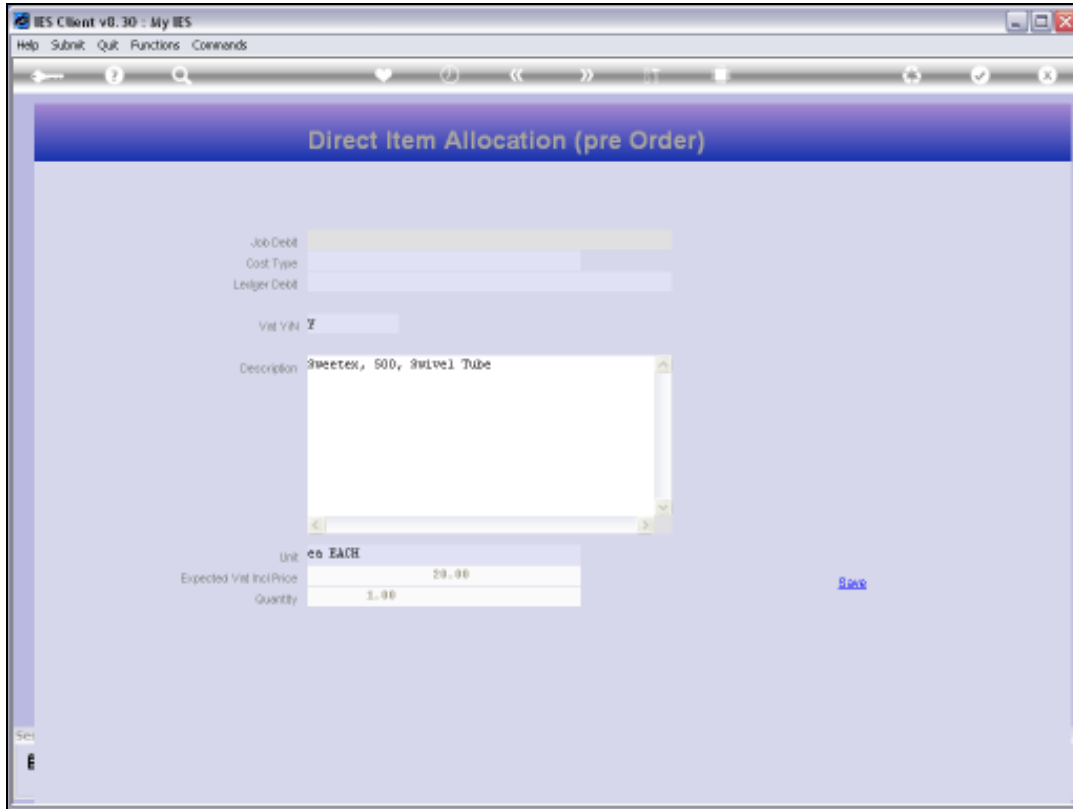 IES Client v8.30 : My IES
Help Submit Quit Functions Commands
Direct Item Allocation (pre Order)
Job Debit
Cost Type
Ledger Debit
Vat Y/N Y
Description Sweetex, 500, Swivel Tube
Unit ea EACH
Expected Vat Incl Price 20.00
Save
Quantity 1.00
Ses